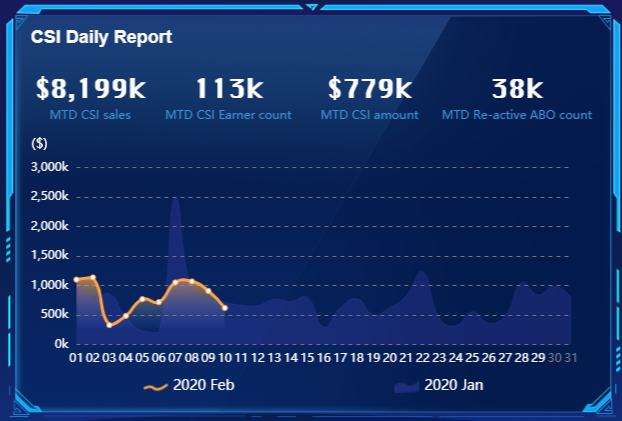 CSI Daily Report
$8,199k 113k $779k 38k
MTD CSI sales MTD CSI Earner count MTD CSI amount MTD Re-active ABO count
($)
3,000k
2,500k
2,000k
1,500k
1,000k
500k
0k
01 02 03 04 05 06 07 08 09 10 11 12 13 14 15 16 17 18 19 20 21 22 23 24 25 26 27 28 29 30 31
2020 Feb 2020 Jan